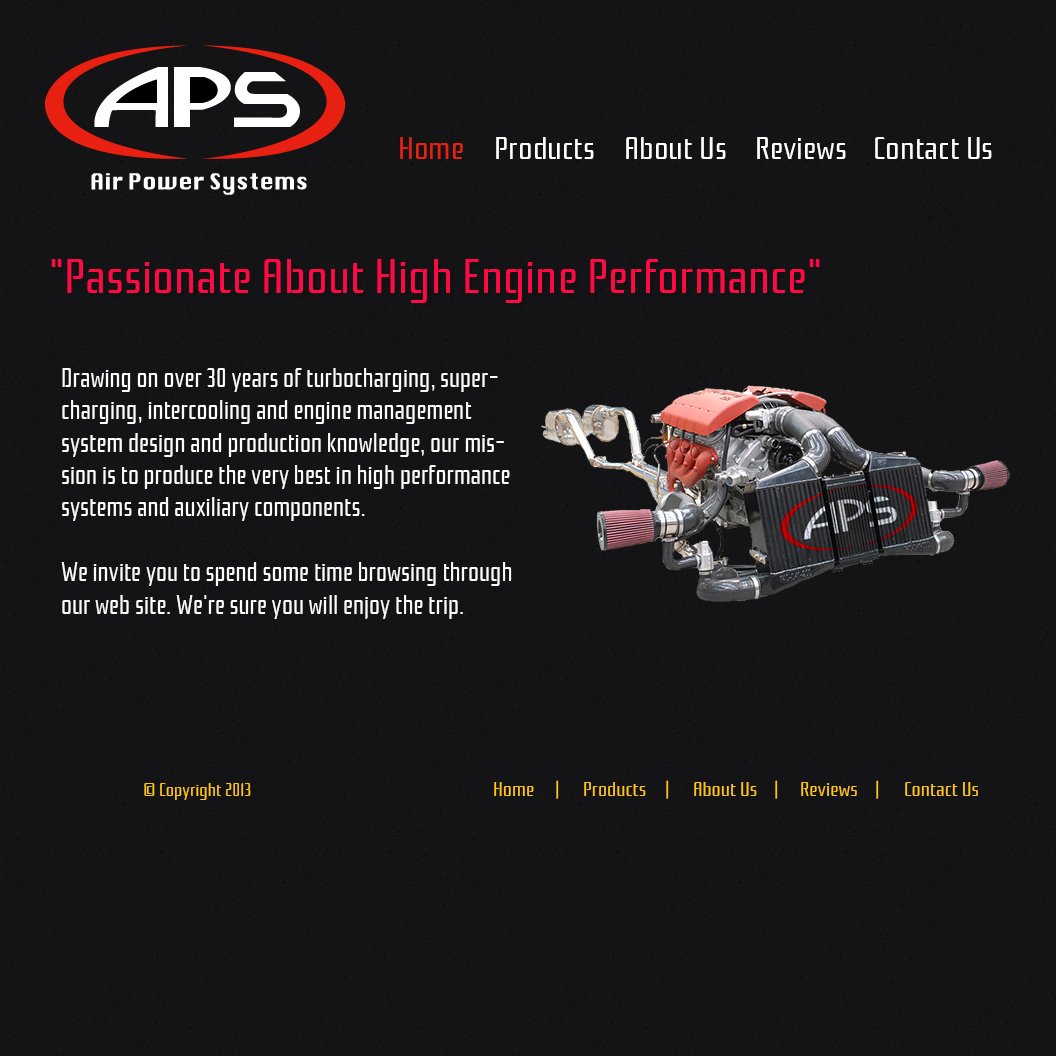 APS
Air Power Systems
Home Products About Us Reviews Contact Us
"Passionate About High Engine Performance"
Drawing on over 30 years of turbocharging, super-
charging, intercooling and engine management
system design and production knowledge, our mis-
sion is to produce the very best in high performance
systems and auxiliary components.
We invite you to spend some time browsing through
our web site. We're sure you will enjoy the trip.
APS
© Copyright 2013
Home | Products | About Us | Reviews | Contact Us